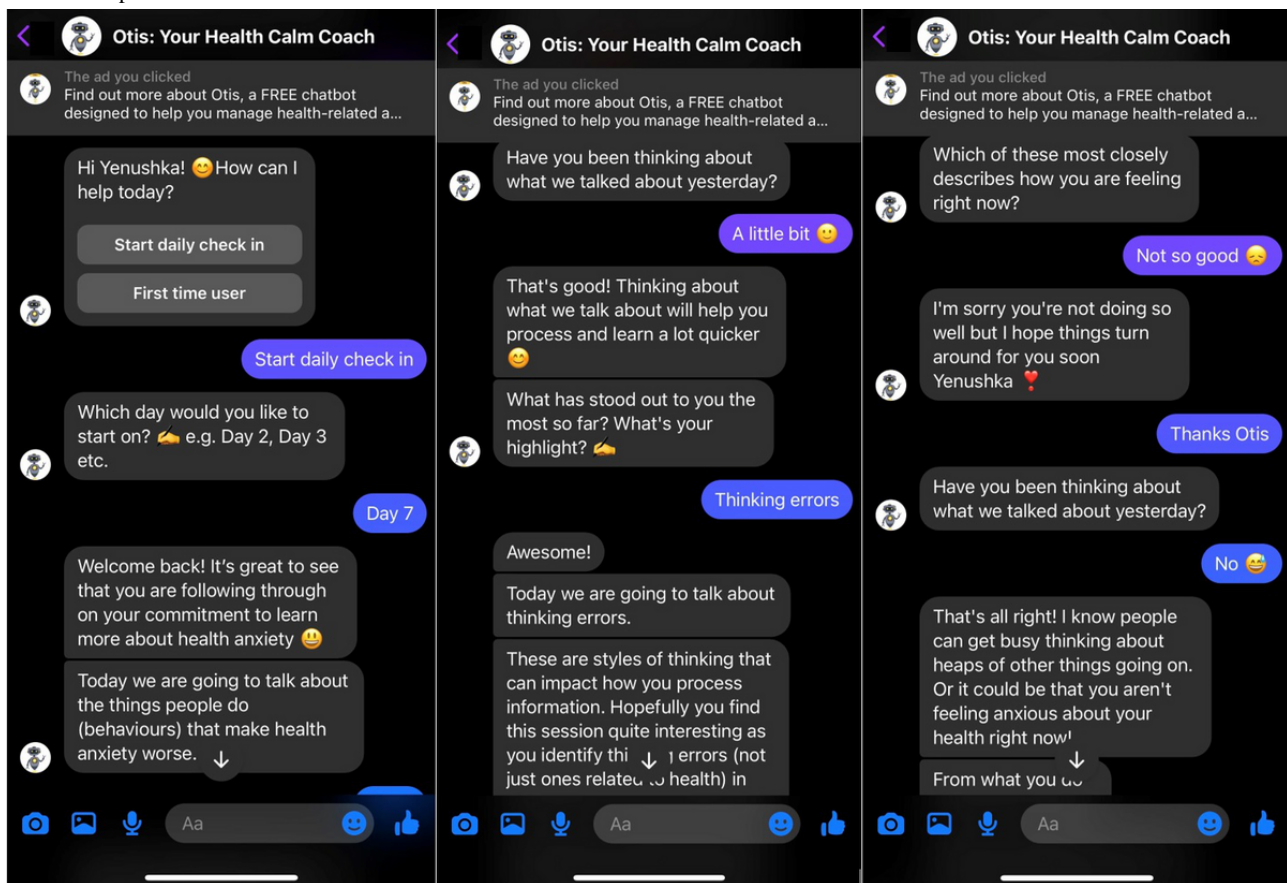 Otis: Your Health Calm Coach
The ad you clicked
Find out more about Otis, a FREE chatbot
designed to help you manage health-related a...
Hi Yenushka! 😊 How can I
help today?
Start daily check in
First time user
Start daily check in
Which day would you like to
start on? ✍️ e.g. Day 2, Day 3
etc.
Day 7
Welcome back! It's great to see
that you are following through
on your commitment to learn
more about health anxiety 😃
Today we are going to talk about
the things people do
(behaviours) that make health
anxiety worse.
Aa
Otis: Your Health Calm Coach
The ad you clicked
Find out more about Otis, a FREE chatbot
designed to help you manage health-related a...
Have you been thinking about
what we talked about yesterday?
A little bit 🙂
That's good! Thinking about
what we talk about will help you
process and learn a lot quicker
😊
What has stood out to you the
most so far? What's your
highlight? ✍️
Thinking errors
Awesome!
Today we are going to talk about
thinking errors.
These are styles of thinking that
can impact how you process
information. Hopefully you find
this session quite interesting as
you identify errors (not
just ones related to health) in
Aa
Otis: Your Health Calm Coach
The ad you clicked
Find out more about Otis, a FREE chatbot
designed to help you manage health-related a...
Which of these most closely
describes how you are feeling
right now?
Not so good 😞
I'm sorry you're not doing so
well but I hope things turn
around for you soon
Yenushka ❣️
Thanks Otis
Have you been thinking about
what we talked about yesterday?
No 😅
That's all right! I know people
can get busy thinking about
heaps of other things going on.
Or it could be that you aren't
feeling anxious about your
health right now!
From what you
Aa